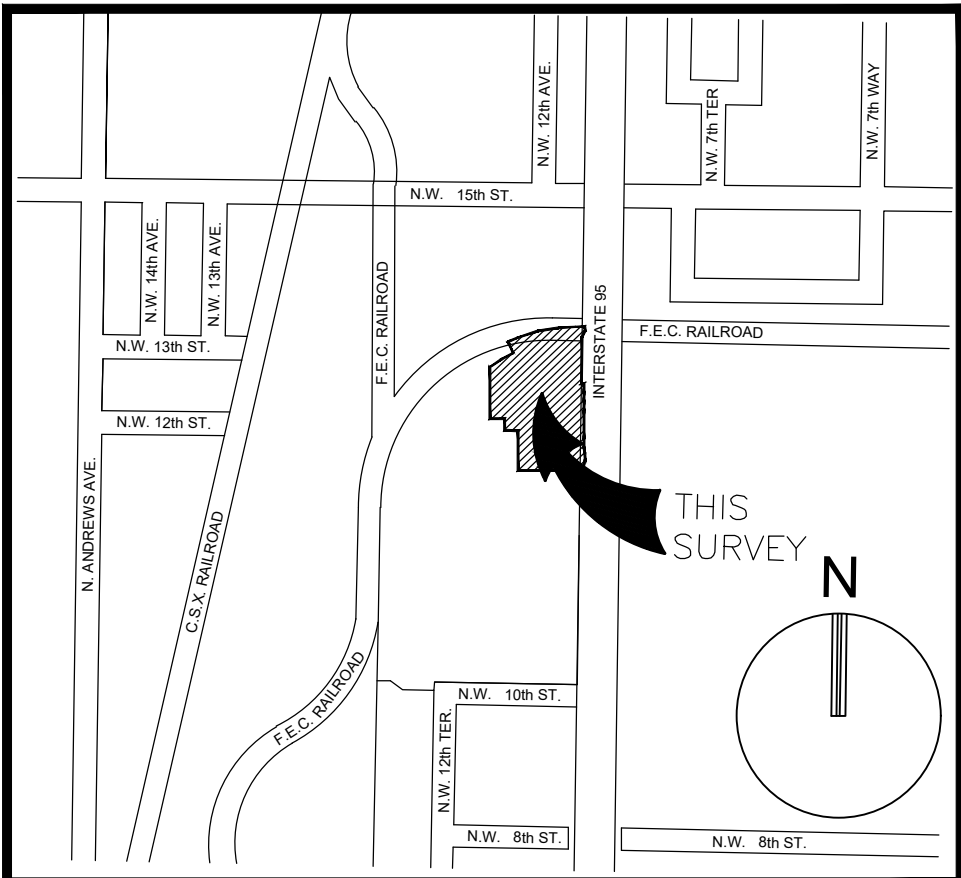 N.W. 12th AVE.
N.W. 7th TER
N.W. 7th WAY
N.W. 15th ST.
N.W. 14th AVE.
N.W. 13th AVE.
F.E.C. RAILROAD
INTERSTATE 95
F.E.C. RAILROAD
N.W. 13th ST.
N.W. 12th ST.
N. ANDREWS AVE.
C.S.X. RAILROAD
THIS
SURVEY
N
F.E.C. RAILROAD
N.W. 10th ST.
N.W. 12th TER.
N.W. 8th ST.
N.W. 8th ST.